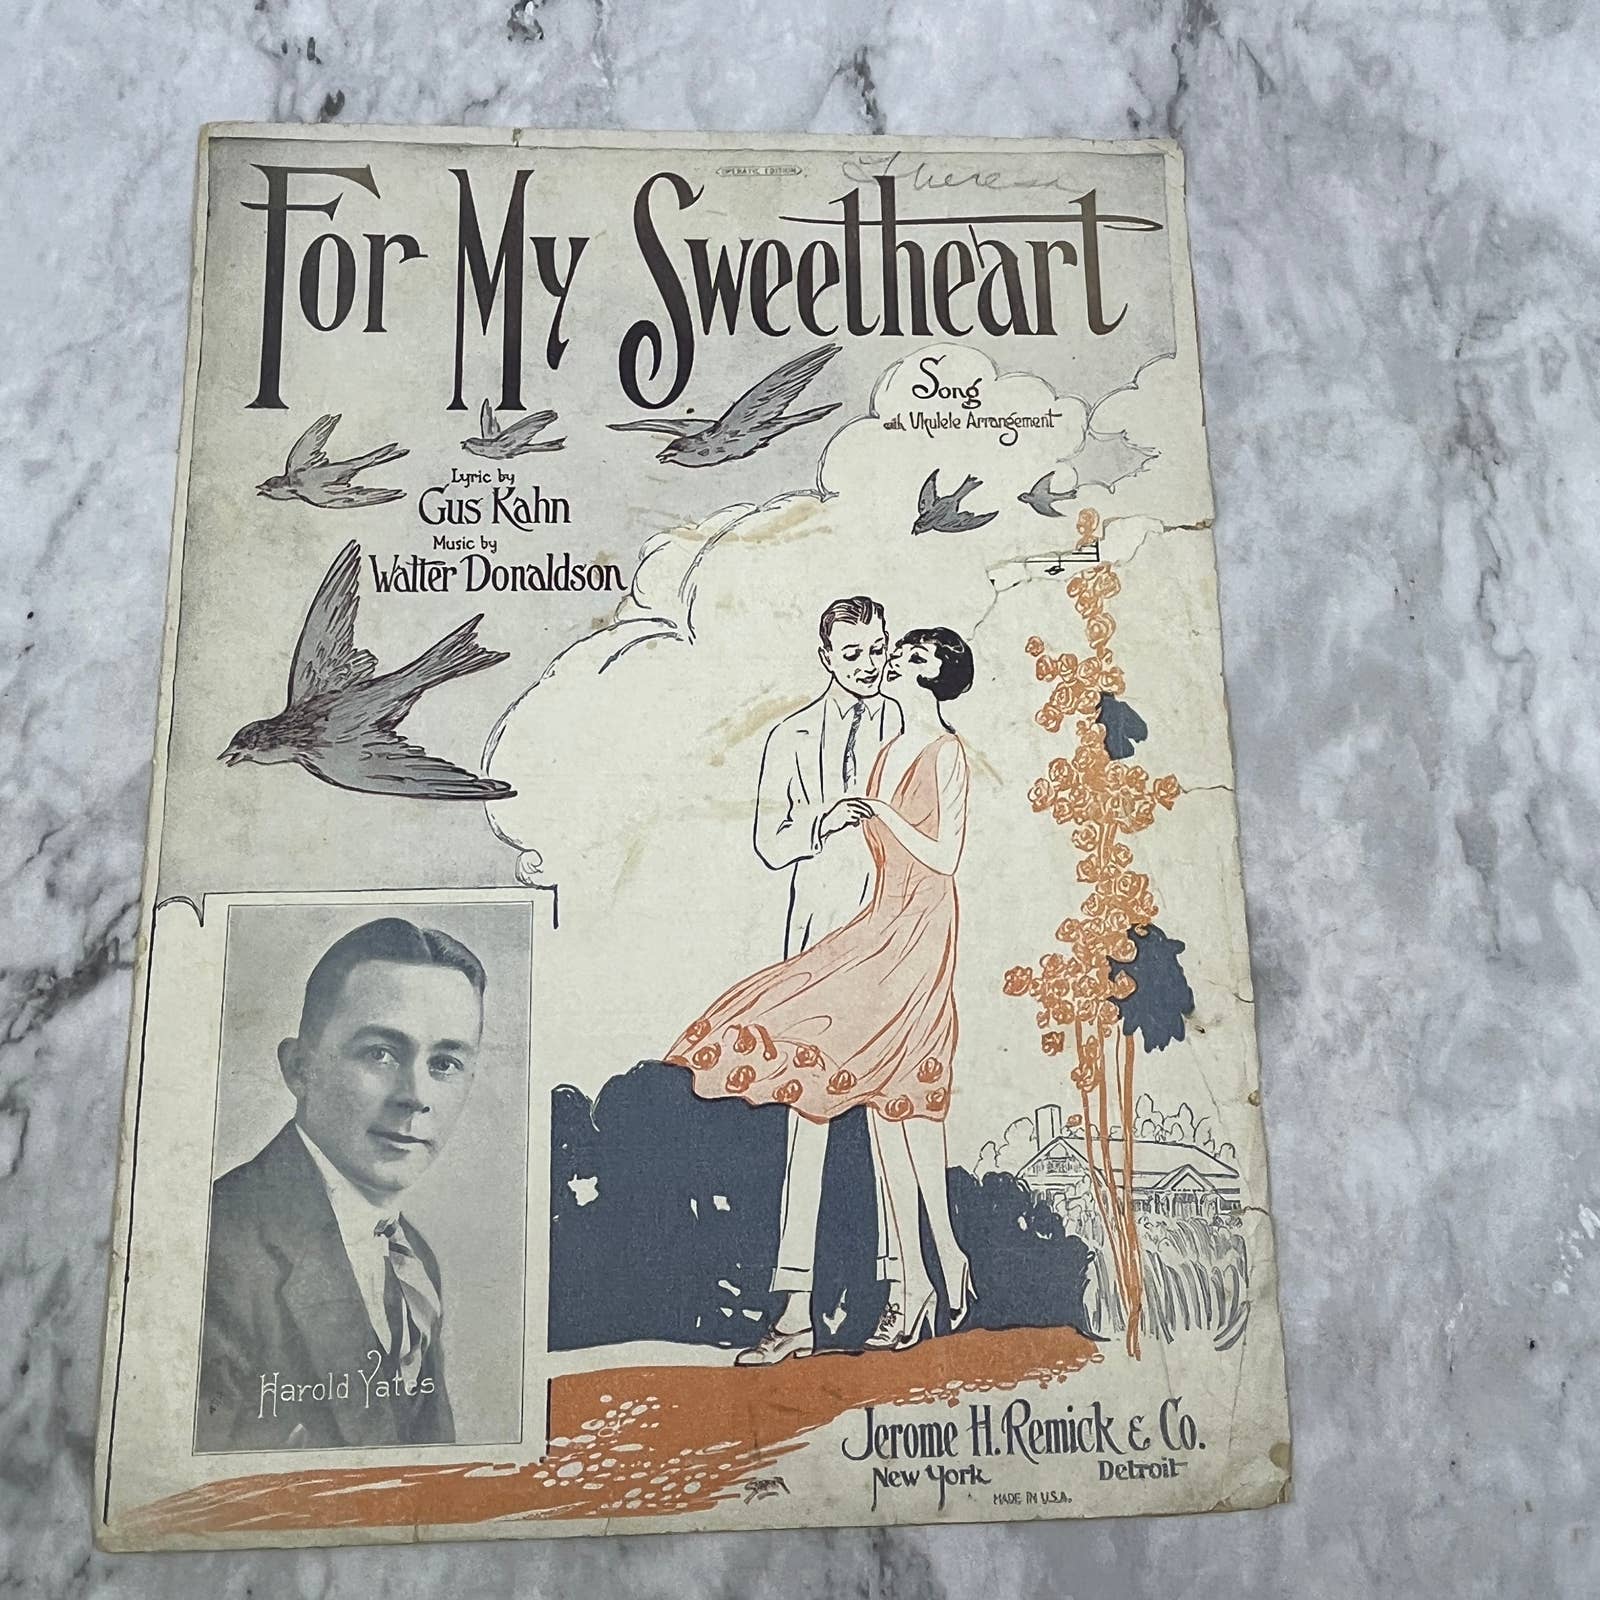 OPERATIC EDITION
Theresa
For My Sweetheart
Song
with Ukulele Arrangement
Lyric by
Gus Kahn
Music by
Walter Donaldson
Harold Yates
Jerome H. Remick & Co.
New York Detroit
MADE IN U.S.A.